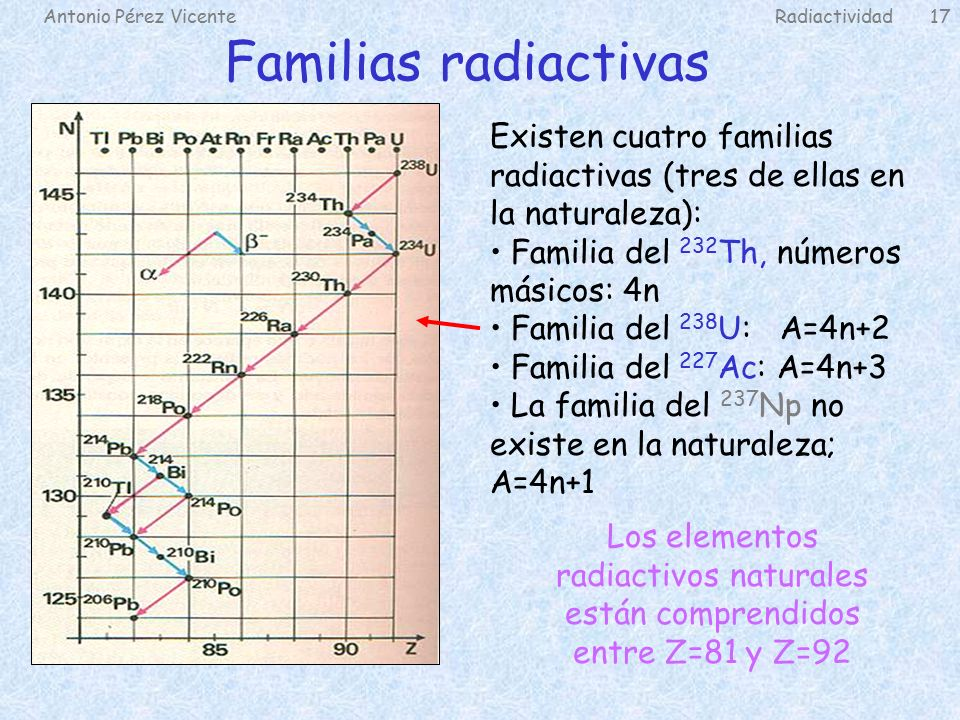 Antonio Pérez Vicente Radiactividad 17
Familias radiactivas
N
Tl Pb Bi Po At Rn Fr Ra Ac Th Pa U
238U
145
234Th
234Pa
234U
β-
α
230Th
140
226Ra
222Rn
135
218Po
214Pb
214Bi
210Tl
130
214Po
210Pb
210Bi
210Po
125
206Pb
85 90 Z
Existen cuatro familias
radiactivas (tres de ellas en
la naturaleza):
• Familia del 232Th, números
másicos: 4n
• Familia del 238U: A=4n+2
• Familia del 227Ac: A=4n+3
• La familia del 237Np no
existe en la naturaleza;
A=4n+1
Los elementos
radiactivos naturales
están comprendidos
entre Z=81 y Z=92